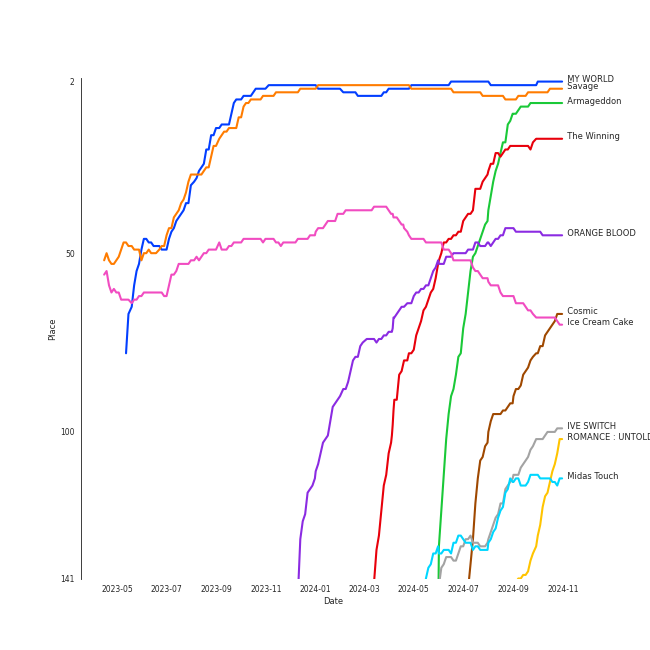 2
MY WORLD
Savage
Armageddon
The Winning
ORANGE BLOOD
50
Place
Cosmic
Ice Cream Cake
100
IVE SWITCH
ROMANCE : UNTOLD
Midas Touch
141
2023-05 2023-07 2023-09 2023-11 2024-01 2024-03 2024-05 2024-07 2024-09 2024-11
Date